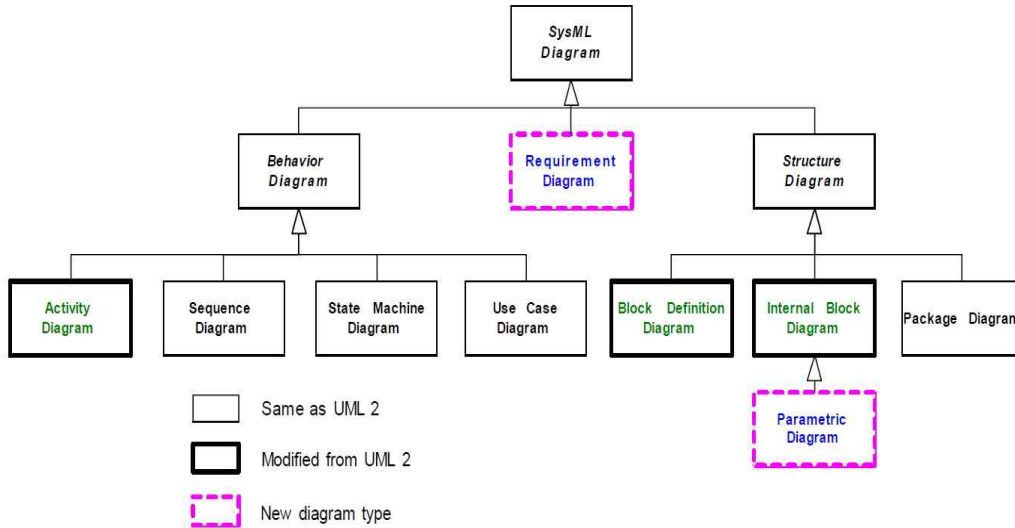 SysML
Diagram
Behavior
Diagram
Requirement
Diagram
Structure
Diagram
Activity
Diagram
Sequence
Diagram
State Machine
Diagram
Use Case
Diagram
Block Definition
Diagram
Internal Block
Diagram
Package Diagram
Parametric
Diagram
Same as UML 2
Modified from UML 2
New diagram type